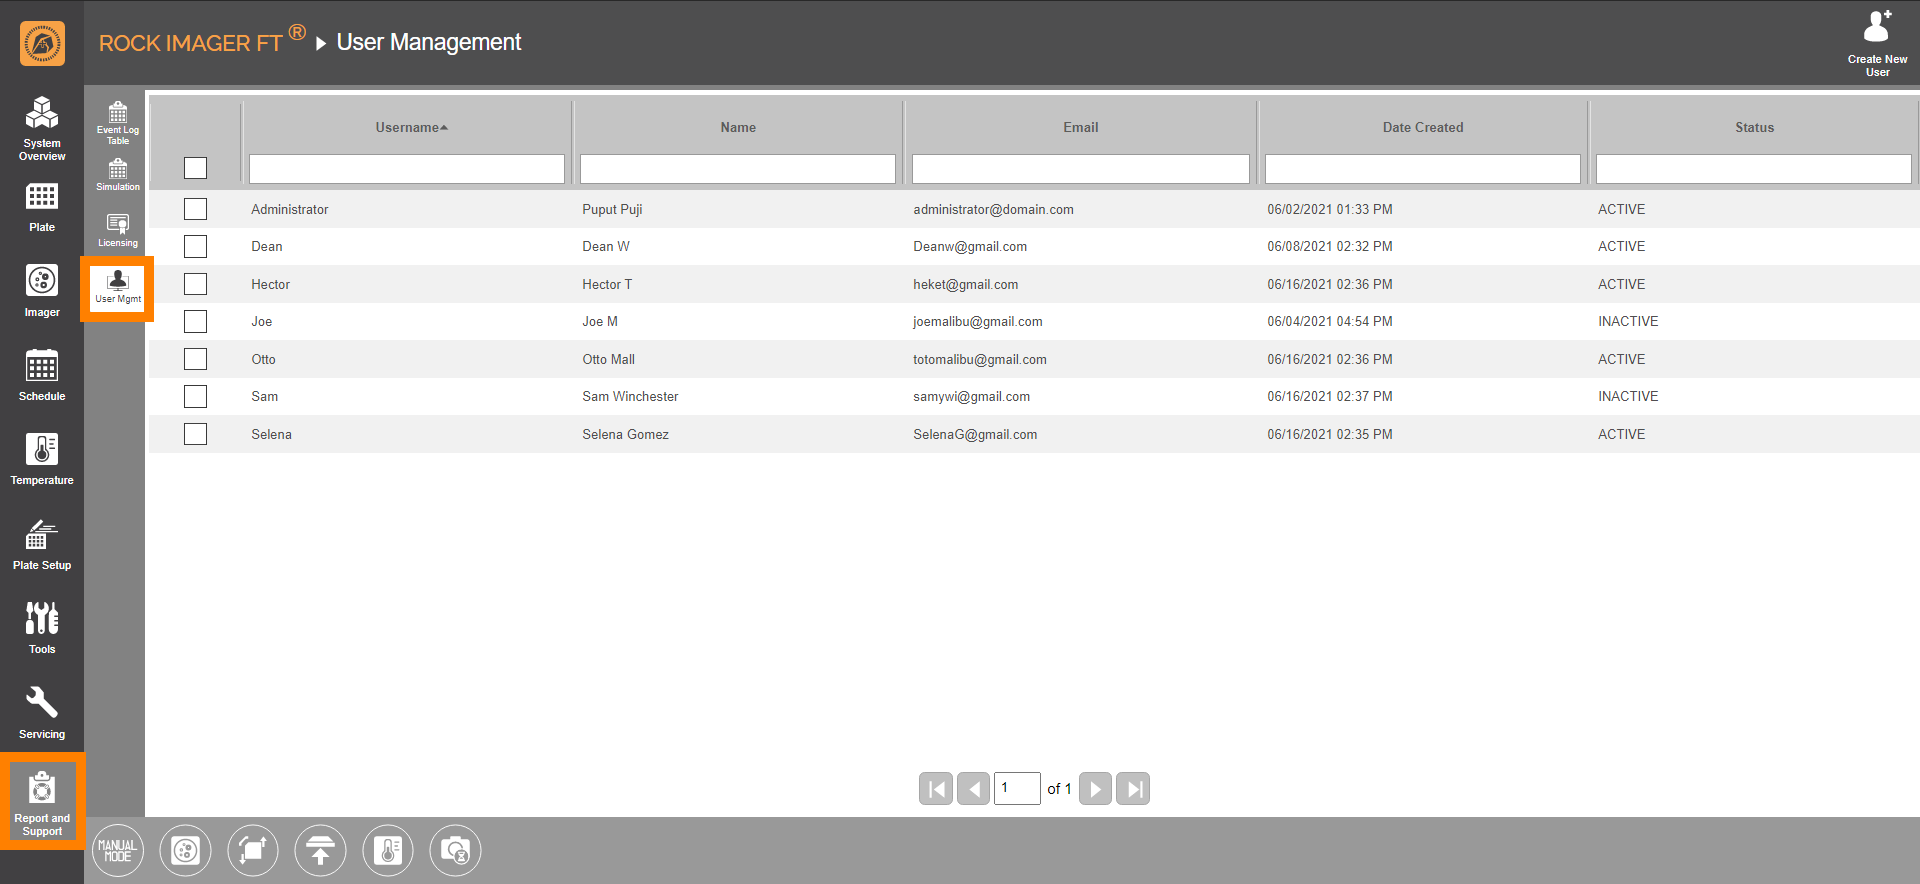 ROCK IMAGER FT ® User Management
Create New
User
System
Overview
Plate
Imager
Schedule
Temperature
Plate Setup
Tools
Servicing
Report and
Support
Event Log
Table
Simulation
Licensing
User Mgmt
Username Name Email Date Created Status
Administrator Puput Puji administrator@domain.com 06/02/2021 01:33 PM ACTIVE
Dean Dean W Deanw@gmail.com 06/08/2021 02:32 PM ACTIVE
Hector Hector T heket@gmail.com 06/16/2021 02:36 PM ACTIVE
Joe Joe M joemalibu@gmail.com 06/04/2021 04:54 PM INACTIVE
Otto Otto Mall totomalibu@gmail.com 06/16/2021 02:36 PM ACTIVE
Sam Sam Winchester samywi@gmail.com 06/16/2021 02:37 PM INACTIVE
Selena Selena Gomez SelenaG@gmail.com 06/16/2021 02:35 PM ACTIVE
1 of 1
MANUAL
MODE